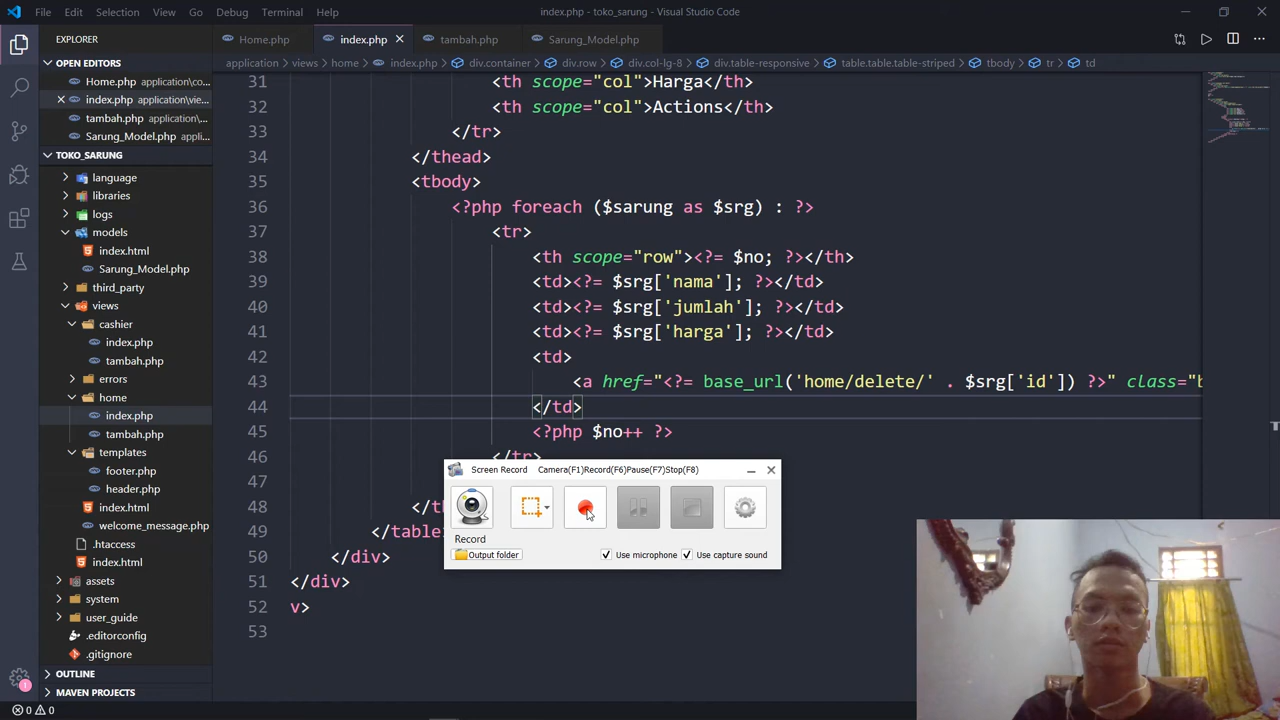 File Edit Selection View Go Debug Terminal Help
index.php - toko_sarung - Visual Studio Code
EXPLORER
Home.php
index.php
tambah.php
Sarung_Model.php
OPEN EDITORS
Home.php application\co...
index.php application\vie...
tambah.php application\...
Sarung_Model.php appli...
TOKO_SARUNG
language
libraries
logs
models
index.html
Sarung_Model.php
third_party
views
cashier
index.php
tambah.php
errors
home
index.php
tambah.php
templates
footer.php
header.php
index.html
welcome_message.php
.htaccess
index.html
assets
system
user_guide
.editorconfig
.gitignore
OUTLINE
MAVEN PROJECTS
1
0 0
application > views > home > index.php > div.container > div.row > div.col-lg-8 > div.table-responsive > table.table.table-striped > tbody > tr > td
31 <th scope="col">Harga</th>
32 <th scope="col">Actions</th>
33 </tr>
34 </thead>
35 <tbody>
36 <?php foreach ($sarung as $srg) : ?>
37 <tr>
38 <th scope="row"><?= $no; ?></th>
39 <td><?= $srg['nama']; ?></td>
40 <td><?= $srg['jumlah']; ?></td>
41 <td><?= $srg['harga']; ?></td>
42 <td>
43 <a href="<?= base_url('home/delete/' . $srg['id']) ?>" class="b
44 </td>
45 <?php $no++ ?>
46 </tr>
47
48 </t
49 </table
50 </div>
51 </div>
52 v>
53
Screen Record Camera(F1)Record(F6)Pause(F7)Stop(F8)
Record
Output folder
Use microphone
Use capture sound